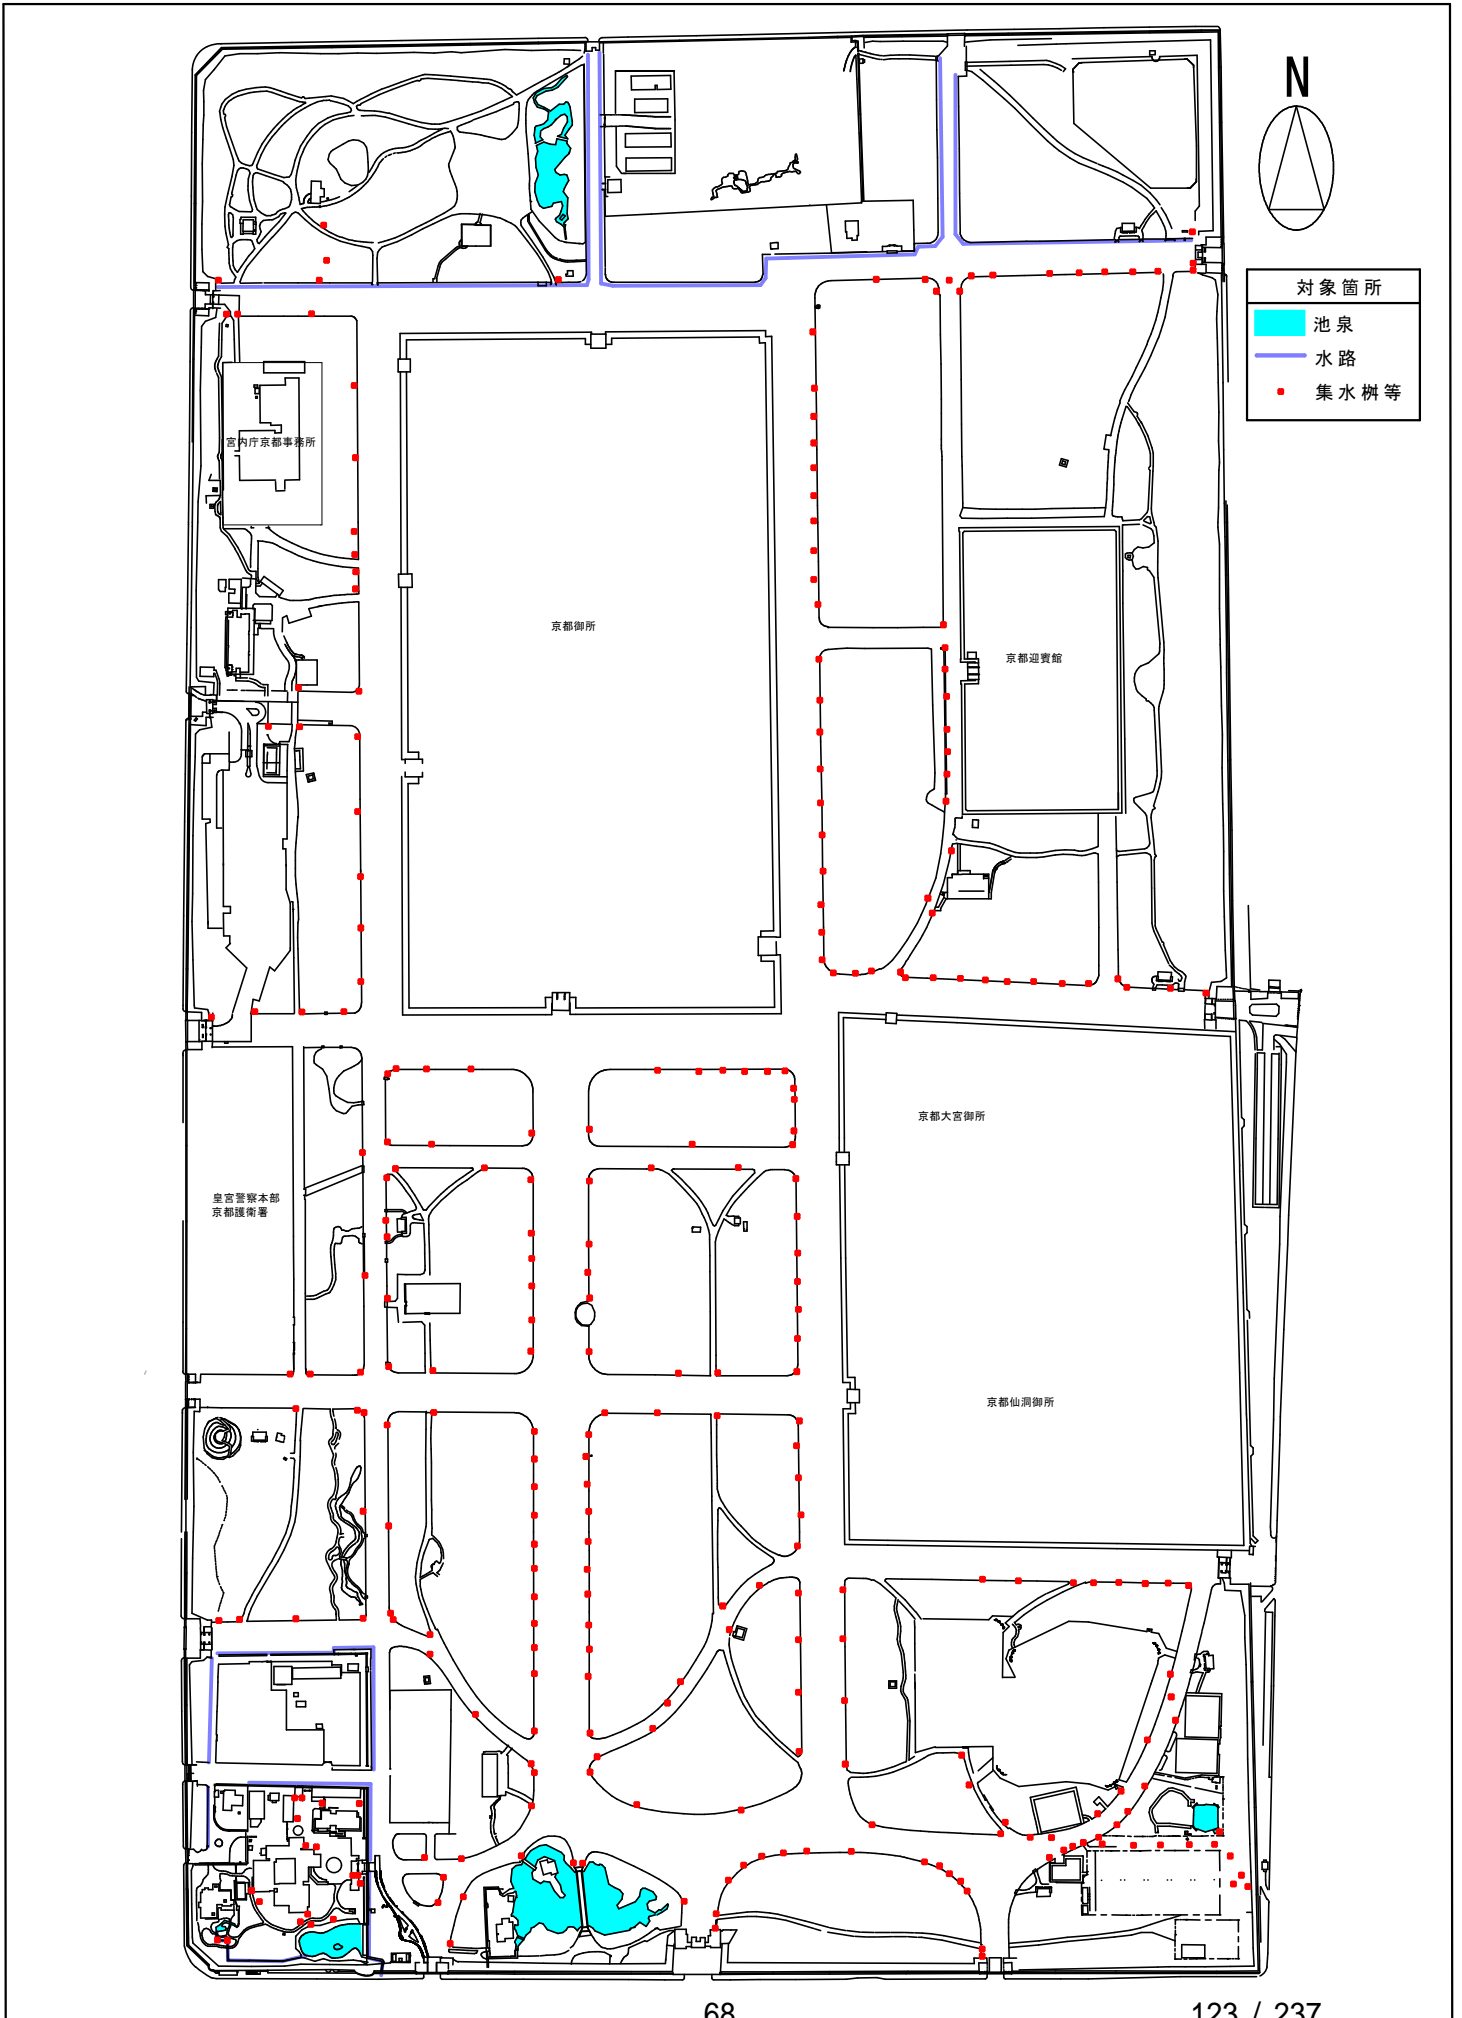 N
対象箇所
池泉
水路
集水桝等
宮内庁京都事務所
京都御所
京都迎賓館
京都大宮御所
皇宮警察本部
京都護衛署
京都仙洞御所
68
123 / 237